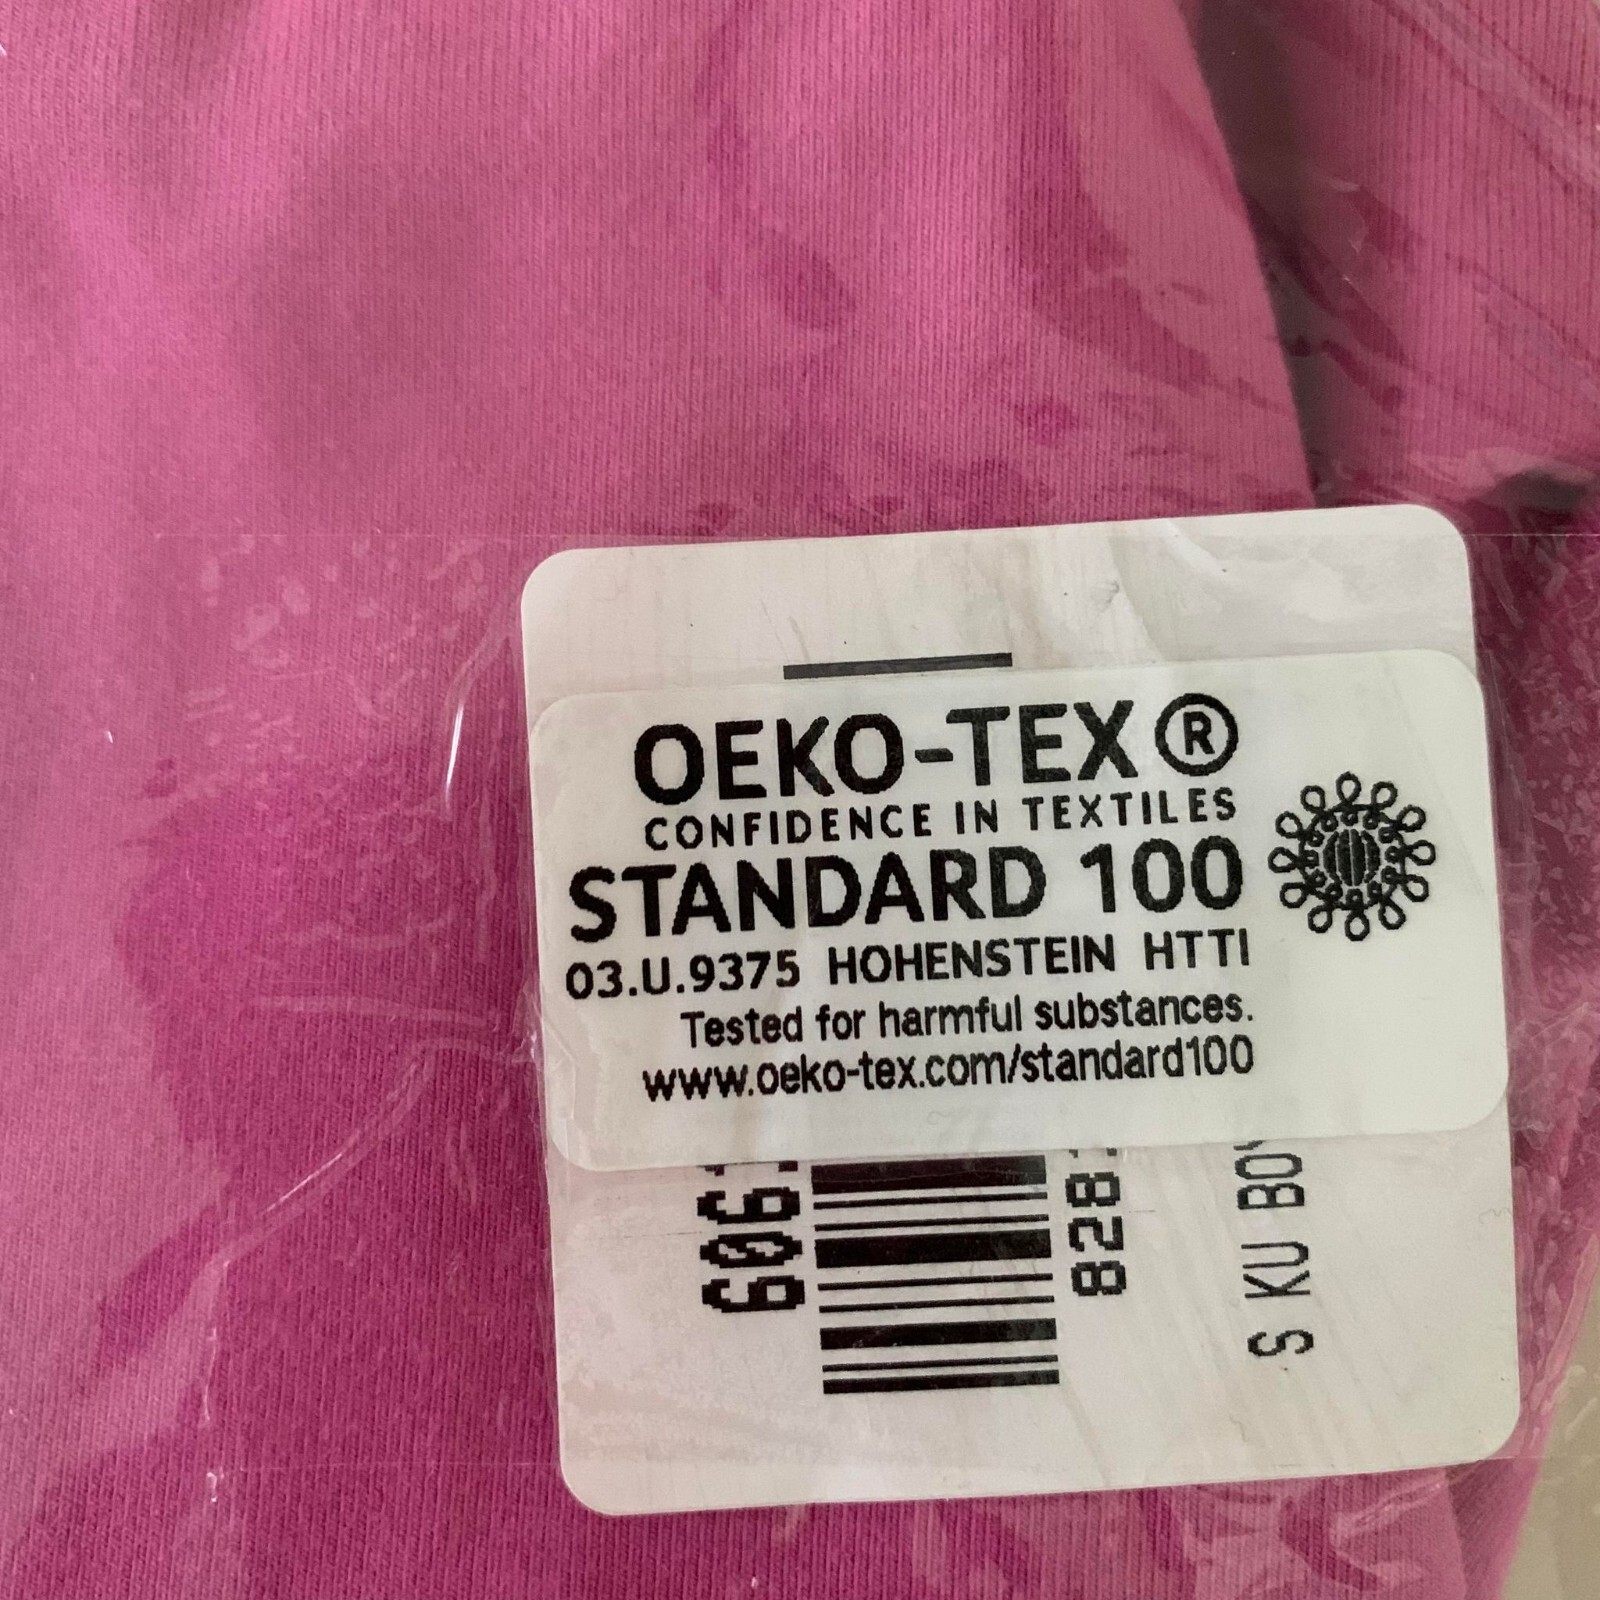 OEKO-TEX®
CONFIDENCE IN TEXTILES
STANDARD 100
03.U.9375 HOHENSTEIN HTTI
Tested for harmful substances.
www.oeko-tex.com/standard100
S KU